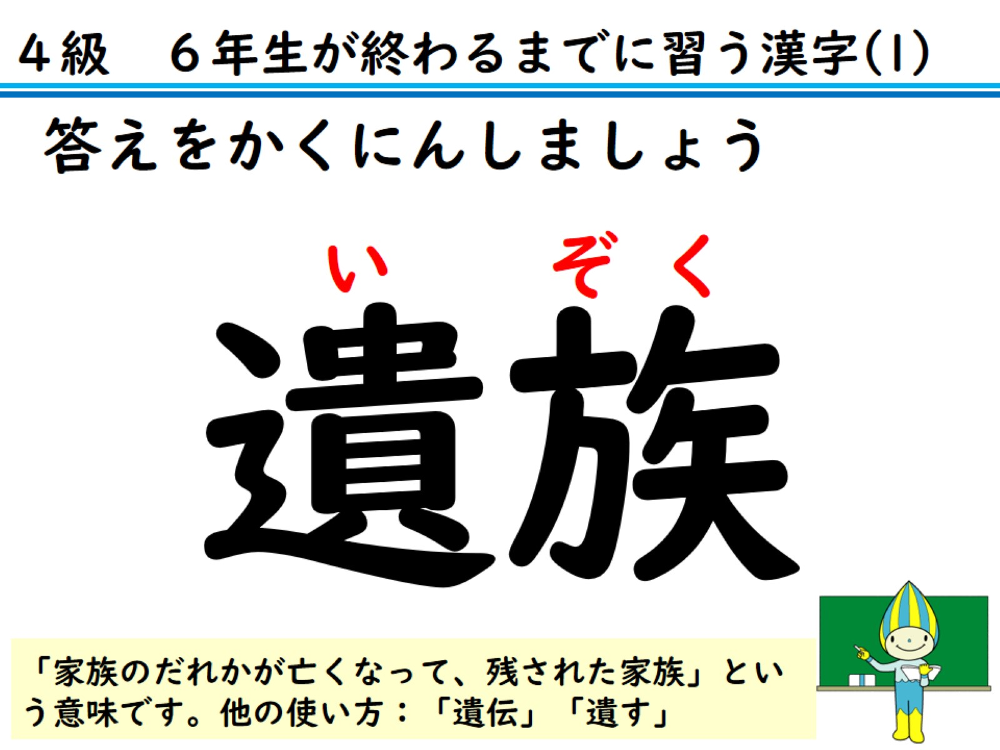 ４級　６年生が終わるまでに習う漢字(1)
答えをかくにんしましょう
い　ぞく
遺族
「家族のだれかが亡くなって、残された家族」とい
う意味です。他の使い方：「遺伝」「遺す」